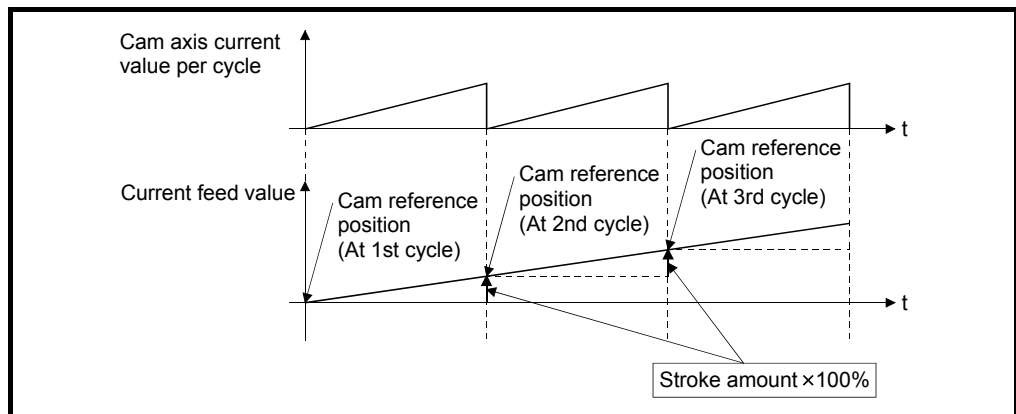 Cam axis current
value per cycle
t
Current feed value
Cam reference
position
(At 1st cycle)
Cam reference
position
(At 2nd cycle)
Cam reference
position
(At 3rd cycle)
t
Stroke amount ×100%